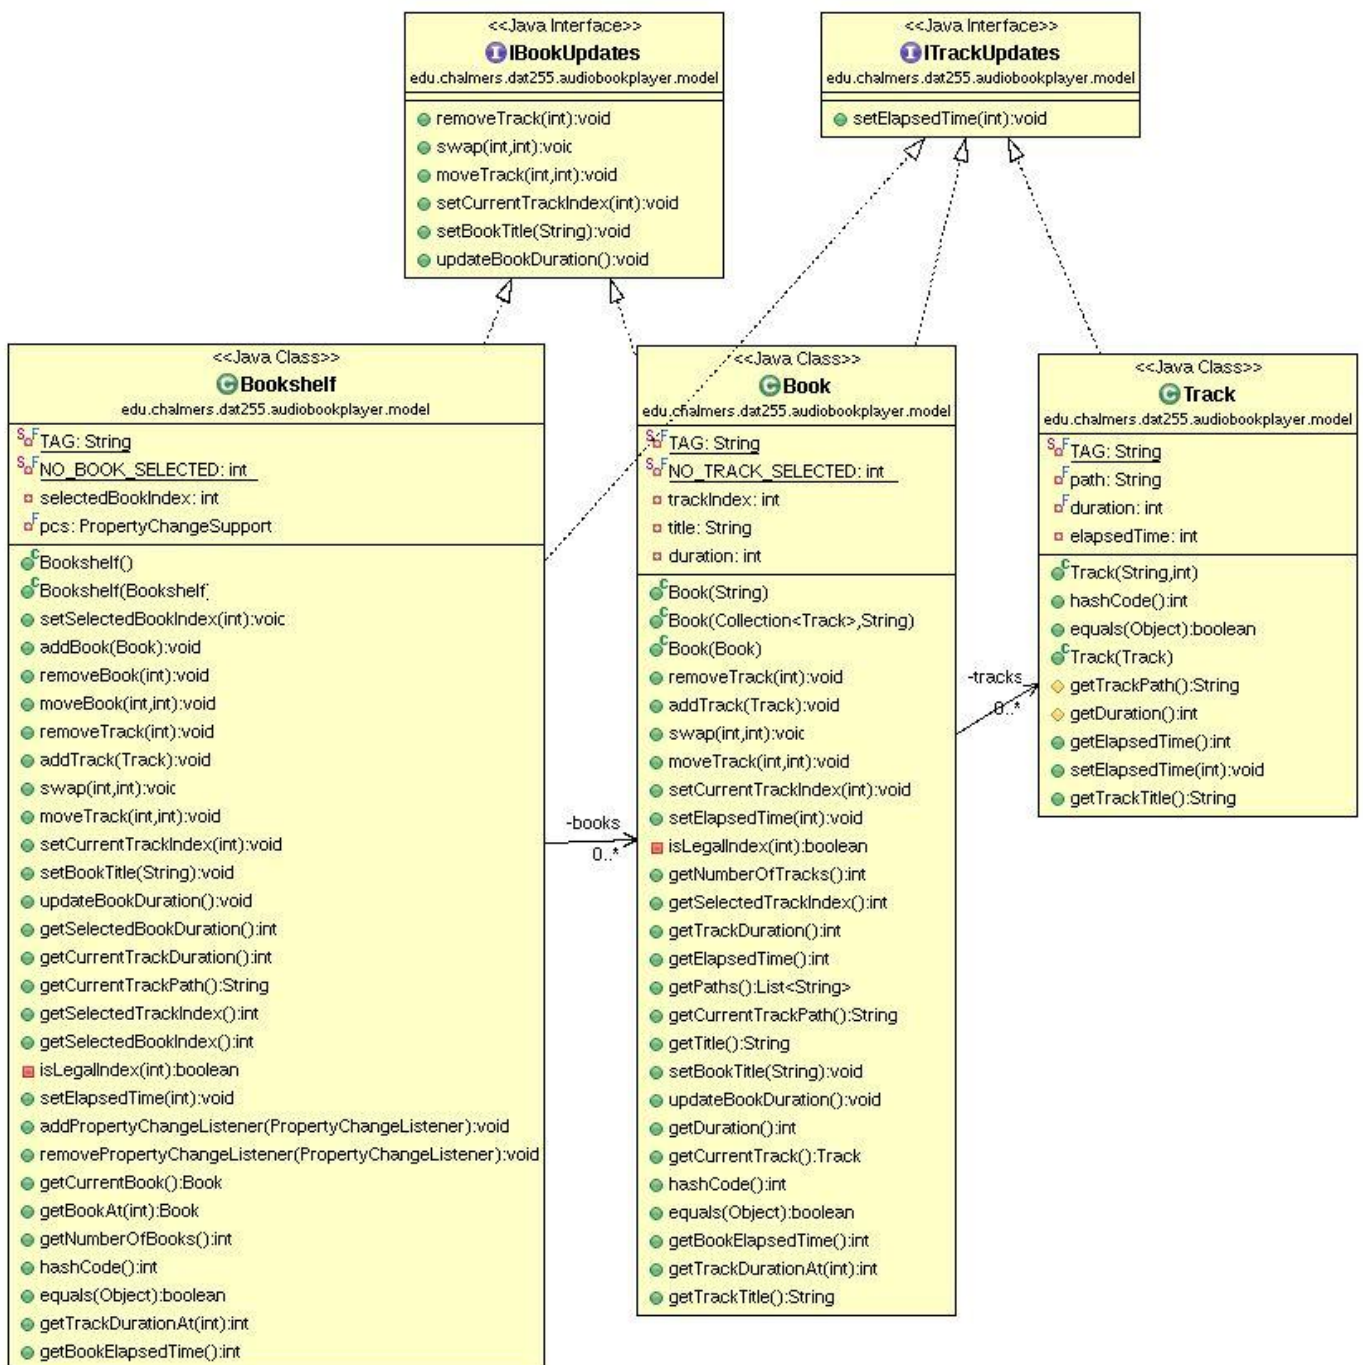 <<Java Interface>>
IBookUpdates
edu.chalmers.dat255.audiobookplayer.model
removeTrack(int):void
swap(int,int):voic
moveTrack(int,int):void
setCurrentTrackIndex(int):void
setBookTitle(String):void
updateBookDuration():void
<<Java Interface>>
ITrackUpdates
edu.chalmers.dat255.audiobookplayer.model
setElapsedTime(int):void
<<Java Class>>
Bookshelf
edu.chalmers.dat255.audiobookplayer.model
TAG: String
NO_BOOK_SELECTED: int
selectedBookIndex: int
pcs: PropertyChangeSupport
Bookshelf()
Bookshelf(Bookshelf
setSelectedBookIndex(int):voic
addBook(Book):void
removeBook(int):void
moveBook(int,int):void
removeTrack(int):void
addTrack(Track):void
swap(int,int):voic
moveTrack(int,int):void
setCurrentTrackIndex(int):void
setBookTitle(String):void
updateBookDuration():void
getSelectedBookDuration():int
getCurrentTrackDuration():int
getCurrentTrackPath():String
getSelectedTrackIndex():int
getSelectedBookIndex():int
isLegalIndex(int):boolean
setElapsedTime(int):void
addPropertyChangeListener(PropertyChangeListener):void
removePropertyChangeListener(PropertyChangeListener):void
getCurrentBook():Book
getBookAt(int):Book
getNumberOfBooks():int
hashCode():int
equals(Object):boolean
getTrackDurationAt(int):int
getBookElapsedTime():int
-books
0..*
<<Java Class>>
Book
edu.chalmers.dat255.audiobookplayer.model
TAG: String
NO_TRACK_SELECTED: int
trackIndex: int
title: String
duration: int
Book(String)
Book(Collection<Track>,String)
Book(Book)
removeTrack(int):void
addTrack(Track):void
swap(int,int):voic
moveTrack(int,int):void
setCurrentTrackIndex(int):void
setElapsedTime(int):void
isLegalIndex(int):boolean
getNumberOfTracks():int
getSelectedTrackIndex():int
getTrackDuration():int
getElapsedTime():int
getPaths():List<String>
getCurrentTrackPath():String
getTitle():String
setBookTitle(String):void
updateBookDuration():void
getDuration():int
getCurrentTrack():Track
hashCode():int
equals(Object):boolean
getBookElapsedTime():int
getTrackDurationAt(int):int
getTrackTitle():String
-tracks
0..*
<<Java Class>>
Track
edu.chalmers.dat255.audiobookplayer.model
TAG: String
path: String
duration: int
elapsedTime: int
Track(String,int)
hashCode():int
equals(Object):boolean
Track(Track)
getTrackPath():String
getDuration():int
getElapsedTime():int
setElapsedTime(int):void
getTrackTitle():String